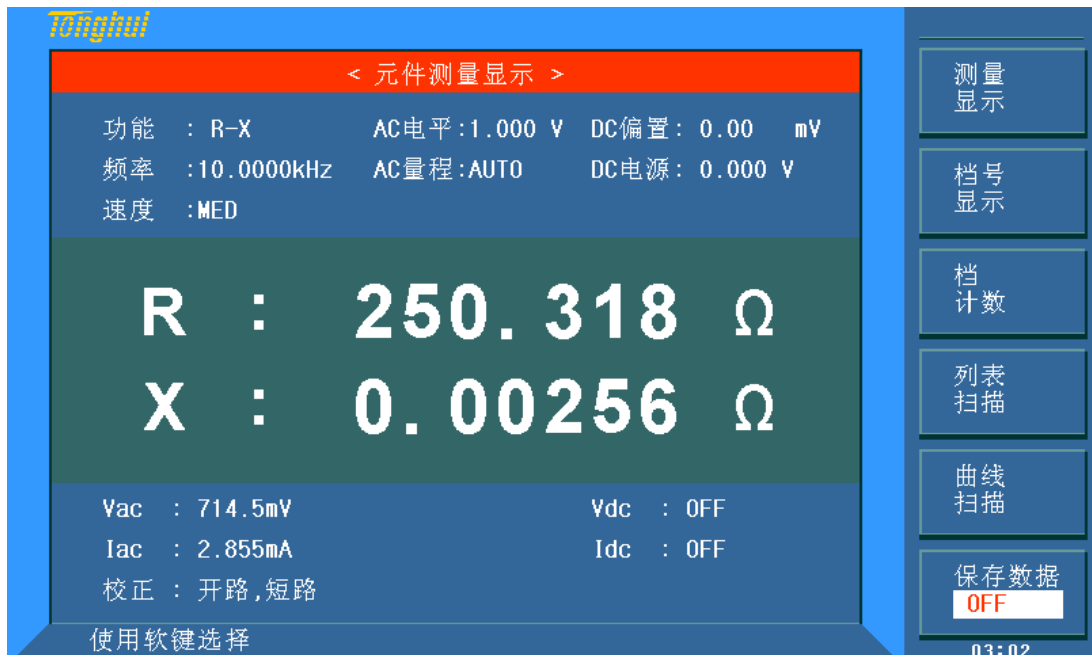 Tonghui
< 元件测量显示 >
功能 : R-X AC电平:1.000 V DC偏置: 0.00 mV
频率 :10.0000kHz AC量程:AUTO DC电源: 0.000 V
速度 :MED
R : 250.318 Ω
X : 0.00256 Ω
Vac : 714.5mV Vdc : OFF
Iac : 2.855mA Idc : OFF
校正 : 开路,短路
使用软键选择
测量
显示
档号
显示
档
计数
列表
扫描
曲线
扫描
保存数据
OFF
03:02